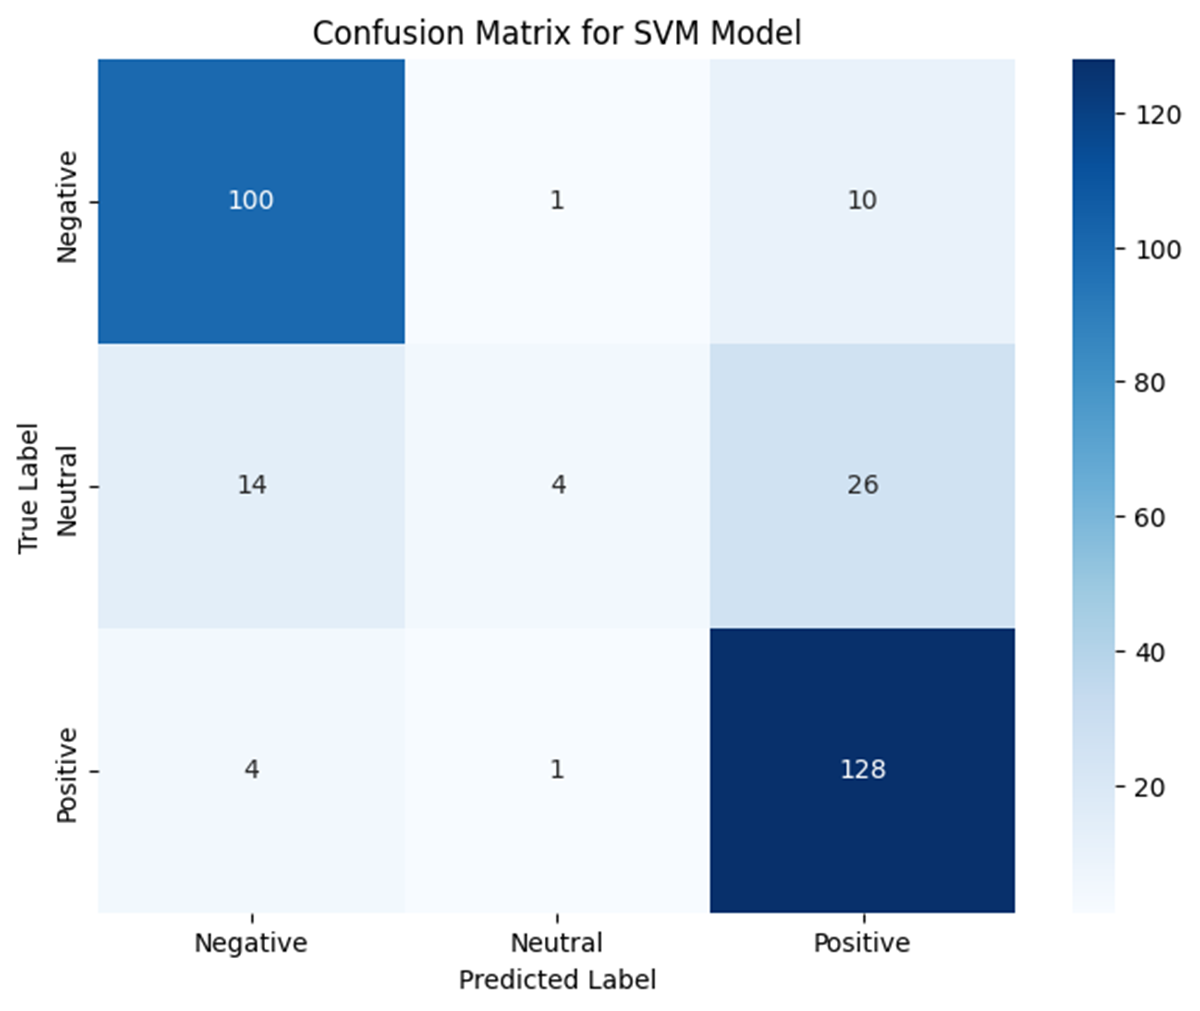 Confusion Matrix for SVM Model
True Label
Negative
100
1
10
Neutral
14
4
26
Positive
4
1
128
Negative
Neutral
Positive
Predicted Label
120
100
80
60
40
20